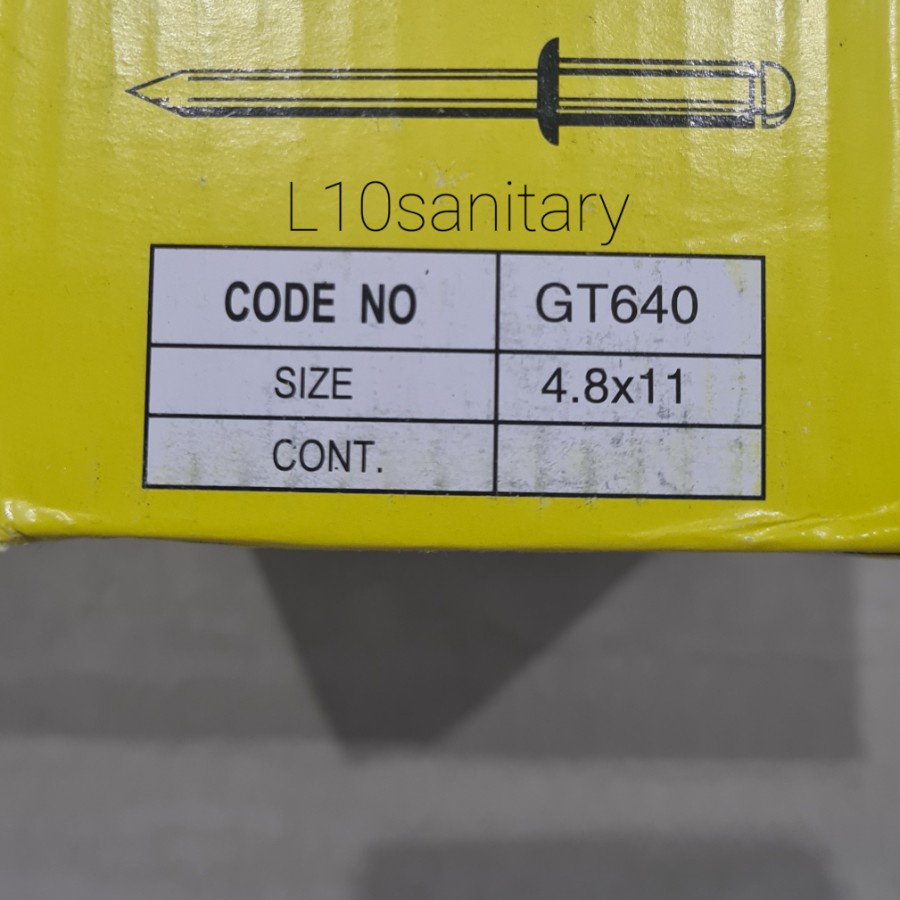 L10sanitary
CODE NO GT640
SIZE 4.8x11
CONT.